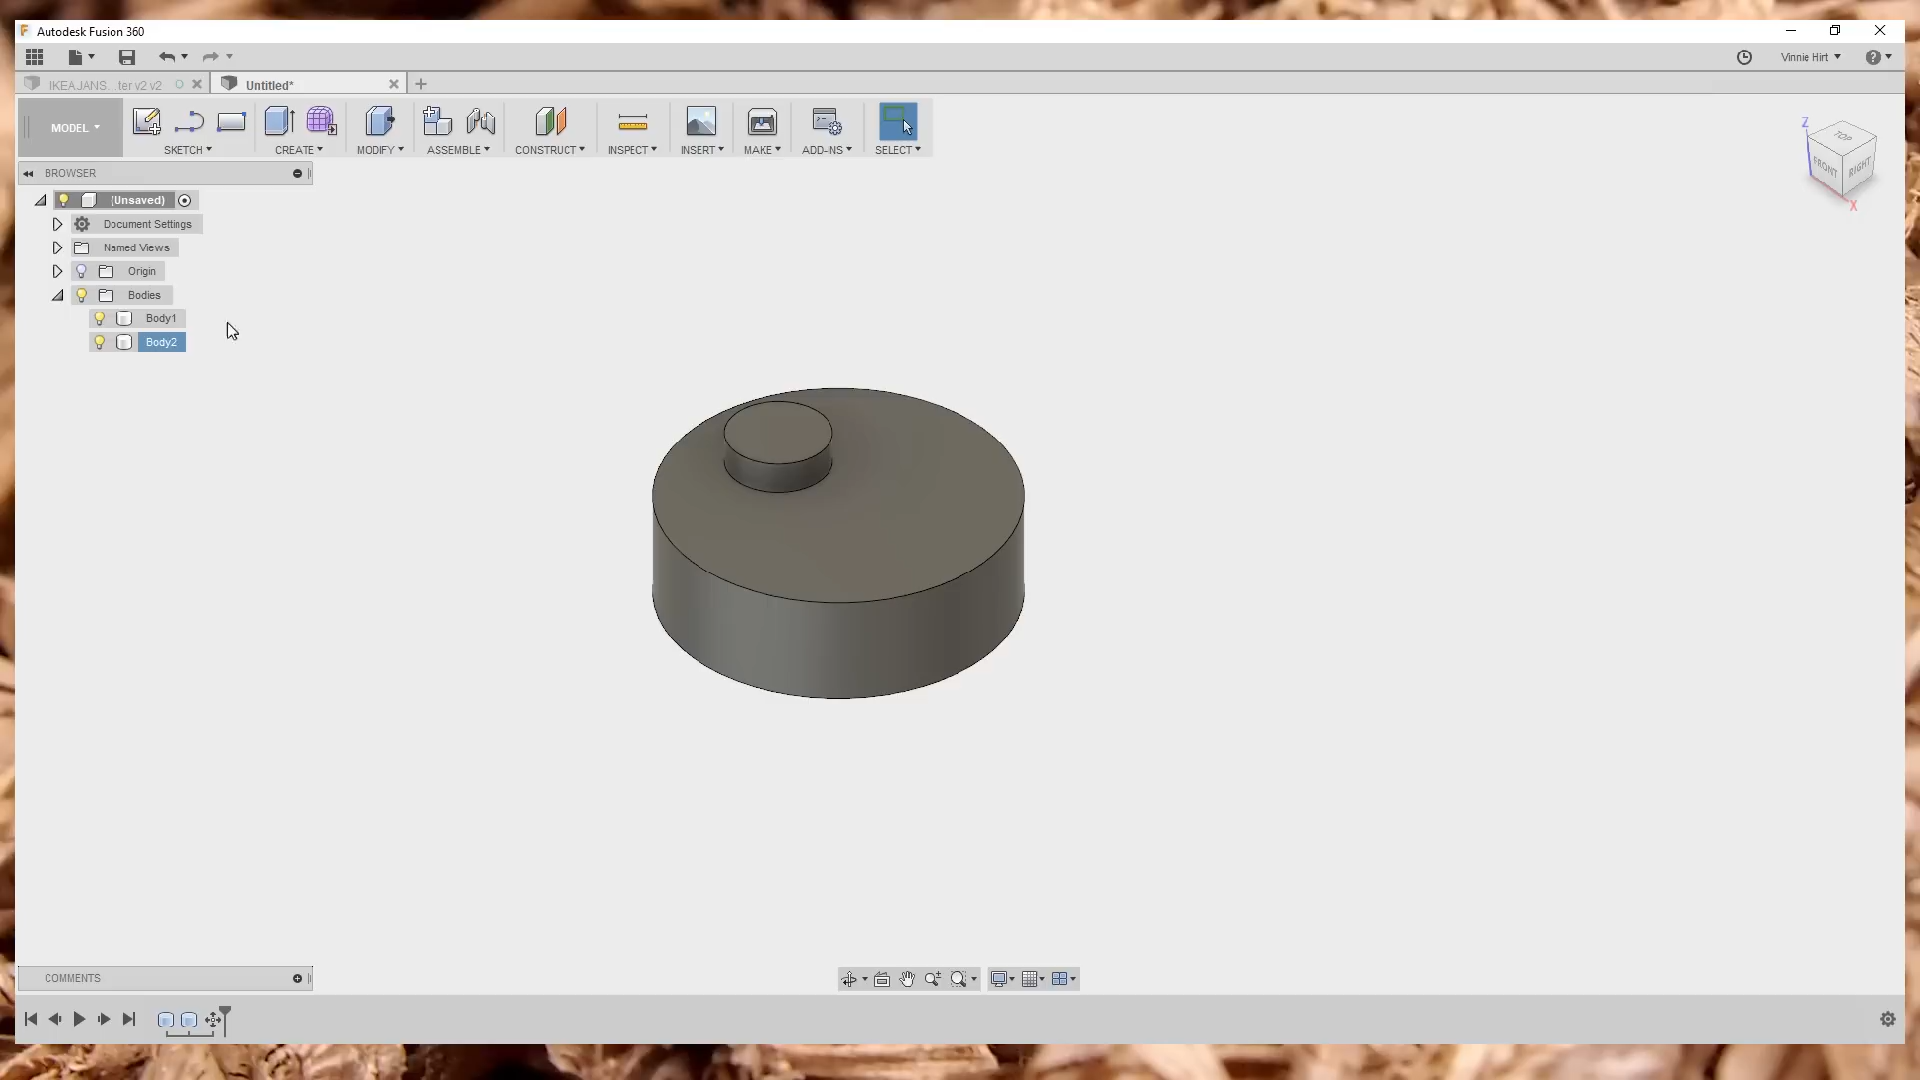 Autodesk Fusion 360
Vinnie Hirt
IKEAJANS...ter v2 v2
Untitled*
MODEL
SKETCH
CREATE
MODIFY
ASSEMBLE
CONSTRUCT
INSPECT
INSERT
MAKE
ADD-INS
SELECT
BROWSER
(Unsaved)
Document Settings
Named Views
Origin
Bodies
Body1
Body2
Z
TOP
FRONT
RIGHT
X
COMMENTS